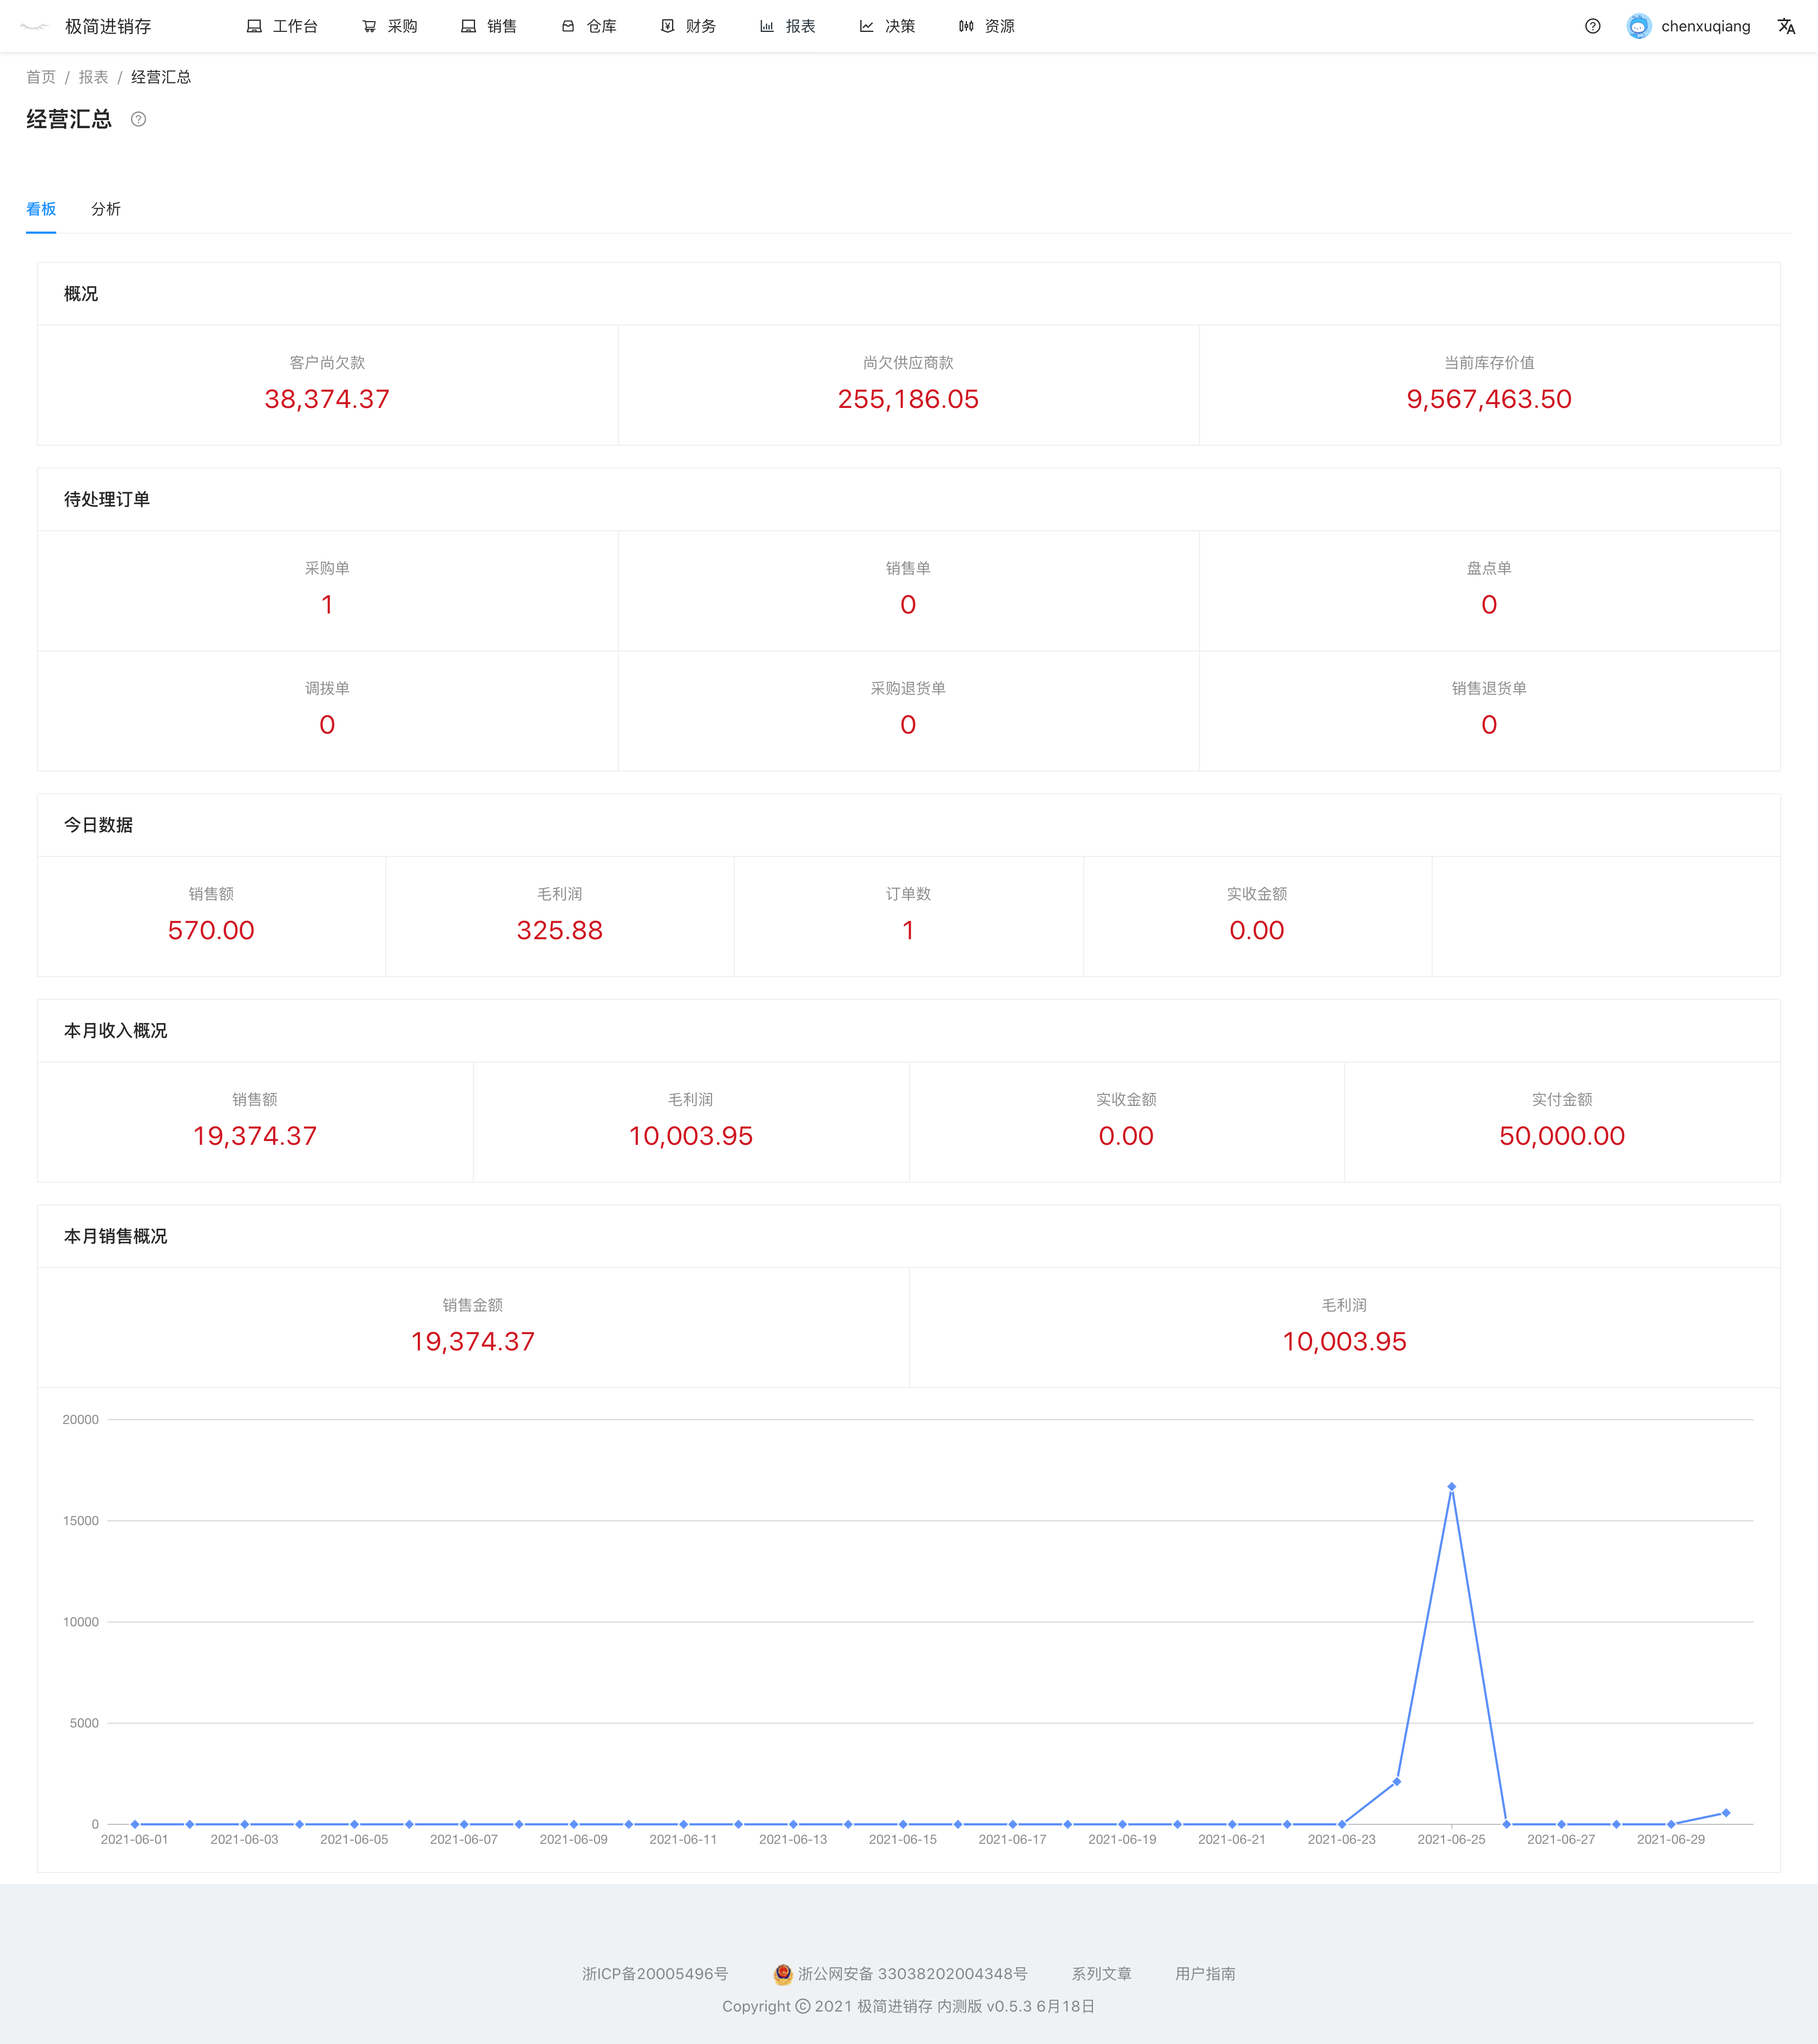 极简进销存 工作台 采购 销售 仓库 财务 报表 决策 资源 chenxuqiang
首页 / 报表 / 经营汇总
经营汇总
看板 分析
概况
客户尚欠款 尚欠供应商款 当前库存价值
38,374.37 255,186.05 9,567,463.50
待处理订单
采购单 销售单 盘点单
1 0 0
调拨单 采购退货单 销售退货单
0 0 0
今日数据
销售额 毛利润 订单数 实收金额
570.00 325.88 1 0.00
本月收入概况
销售额 毛利润 实收金额 实付金额
19,374.37 10,003.95 0.00 50,000.00
本月销售概况
销售金额 毛利润
19,374.37 10,003.95
20000
15000
10000
5000
0
2021-06-01 2021-06-03 2021-06-05 2021-06-07 2021-06-09 2021-06-11 2021-06-13 2021-06-15 2021-06-17 2021-06-19 2021-06-21 2021-06-23 2021-06-25 2021-06-27 2021-06-29
浙ICP备20005496号 浙公网安备 33038202004348号 系列文章 用户指南
Copyright © 2021 极简进销存 内测版 v0.5.3 6月18日